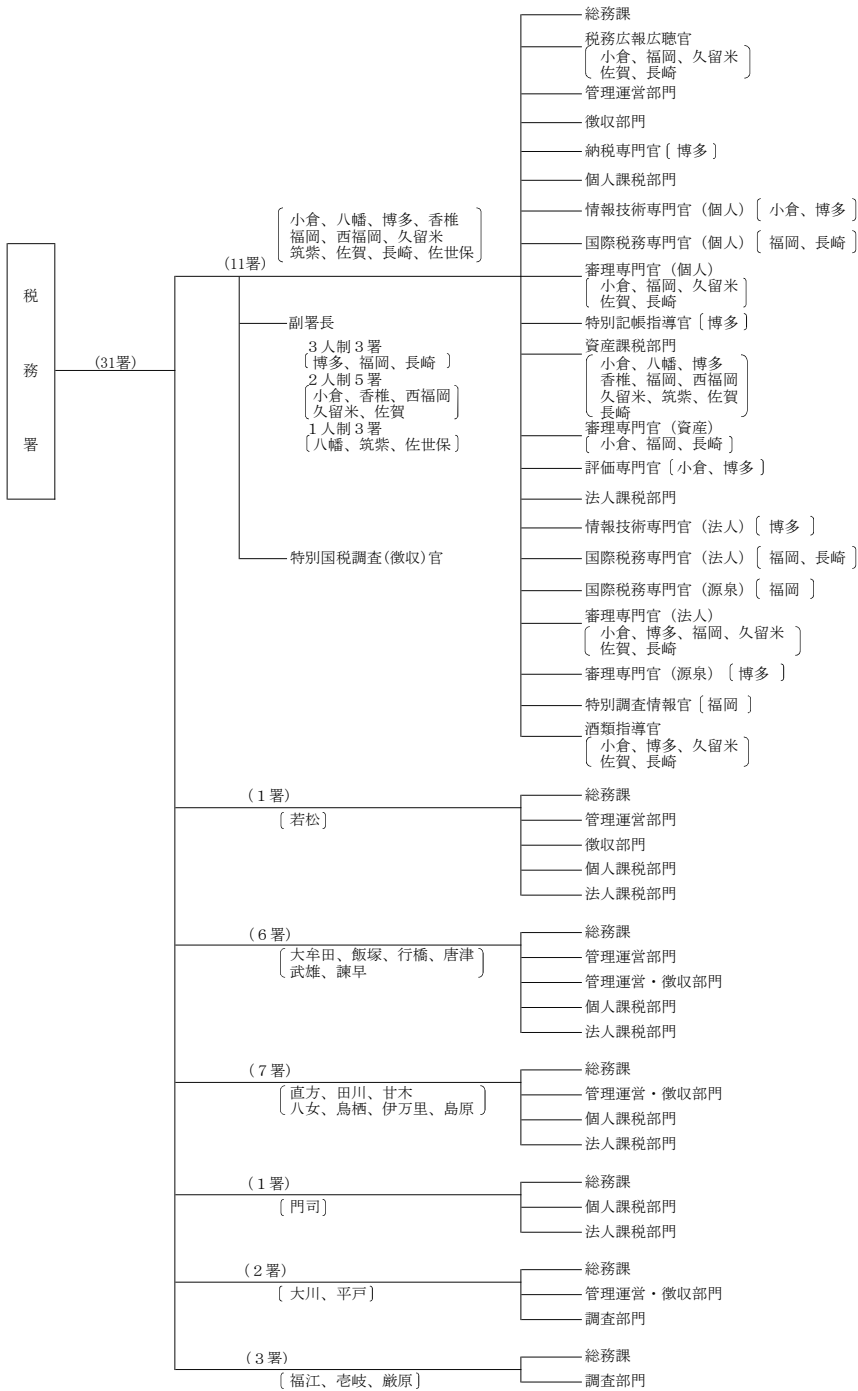 税
務
署
(31署)
(11署)
小倉、八幡、博多、香椎
福岡、西福岡、久留米
筑紫、佐賀、長崎、佐世保
副署長
３人制３署
〔博多、福岡、長崎〕
２人制５署
小倉、香椎、西福岡
久留米、佐賀
１人制３署
〔八幡、筑紫、佐世保〕
特別国税調査(徴収)官
総務課
税務広報広聴官
小倉、福岡、久留米
佐賀、長崎
管理運営部門
徴収部門
納税専門官〔博多〕
個人課税部門
情報技術専門官（個人）〔小倉、博多〕
国際税務専門官（個人）〔福岡、長崎〕
審理専門官（個人）
小倉、福岡、久留米
佐賀、長崎
特別記帳指導官〔博多〕
資産課税部門
小倉、八幡、博多
香椎、福岡、西福岡
久留米、筑紫、佐賀
長崎
審理専門官（資産）
〔小倉、福岡、長崎〕
評価専門官〔小倉、博多〕
法人課税部門
情報技術専門官（法人）〔博多〕
国際税務専門官（法人）〔福岡、長崎〕
国際税務専門官（源泉）〔福岡〕
審理専門官（法人）
小倉、博多、福岡、久留米
佐賀、長崎
審理専門官（源泉）〔博多〕
特別調査情報官〔福岡〕
酒類指導官
小倉、博多、久留米
佐賀、長崎
(１署)
〔若松〕
総務課
管理運営部門
徴収部門
個人課税部門
法人課税部門
(６署)
大牟田、飯塚、行橋、唐津
武雄、諫早
総務課
管理運営部門
管理運営・徴収部門
個人課税部門
法人課税部門
(７署)
直方、田川、甘木
八女、鳥栖、伊万里、島原
総務課
管理運営・徴収部門
個人課税部門
法人課税部門
(１署)
〔門司〕
総務課
個人課税部門
法人課税部門
(２署)
〔大川、平戸〕
総務課
管理運営・徴収部門
調査部門
(３署)
〔福江、壱岐、厳原〕
総務課
調査部門